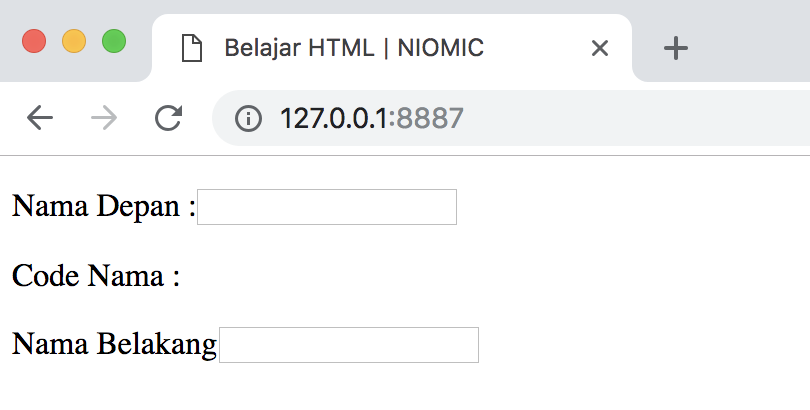 Belajar HTML | NIOMIC
127.0.0.1:8887
Nama Depan :
Code Nama :
Nama Belakang